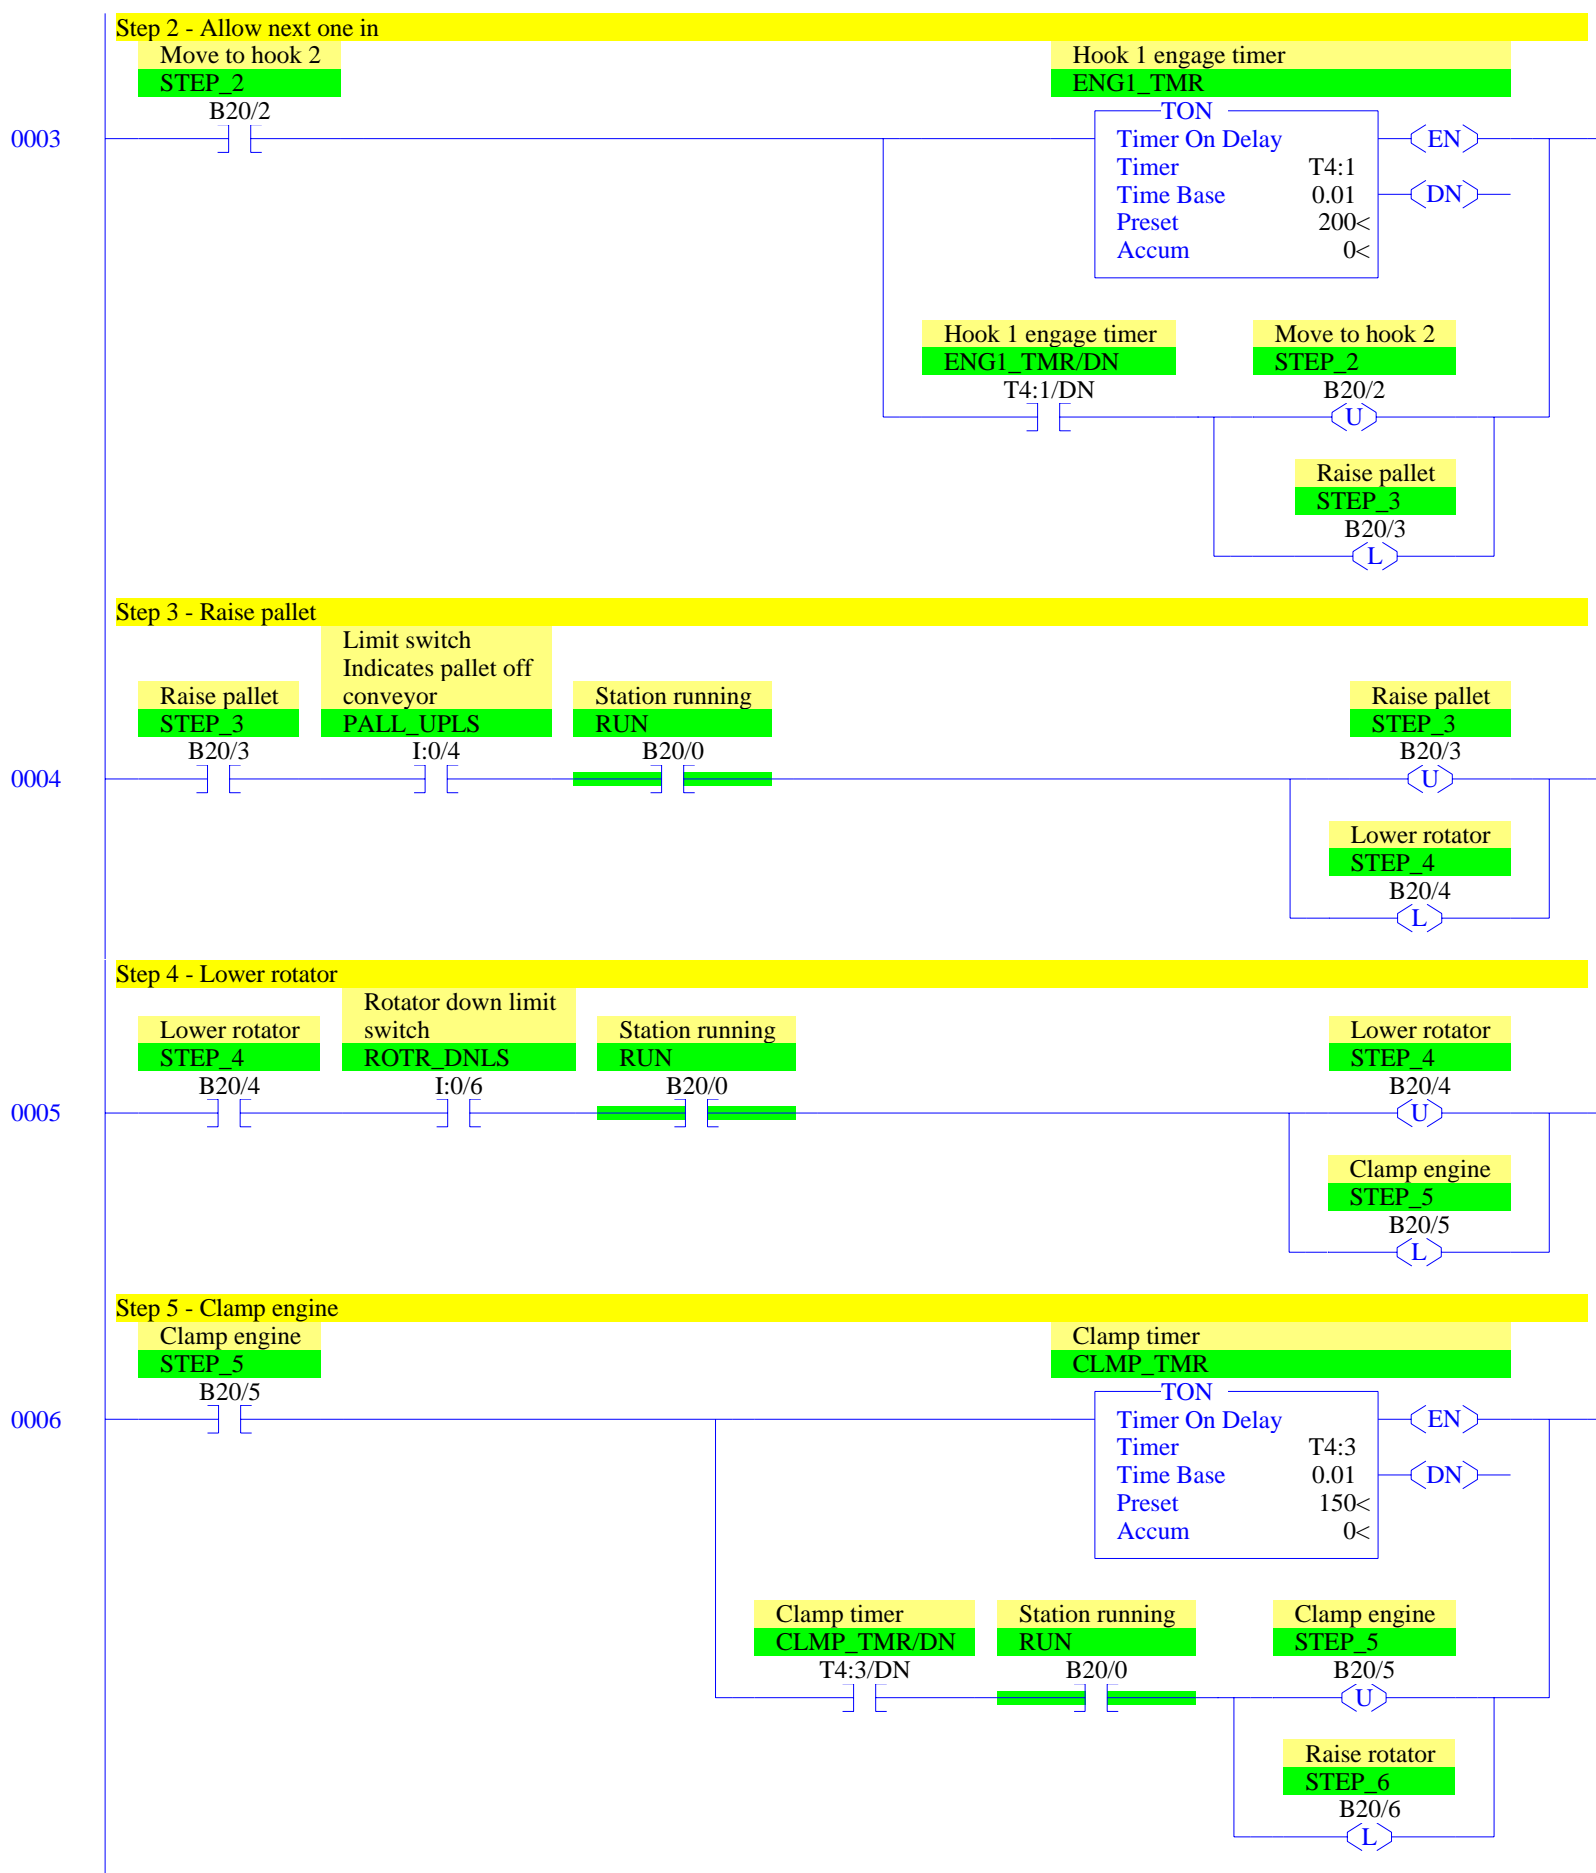 Step 2 - Allow next one in
Move to hook 2
STEP_2
B20/2
Hook 1 engage timer
ENG1_TMR
0003
TON
Timer On Delay
Timer T4:1
Time Base 0.01
Preset 200<
Accum 0<
EN
DN
Hook 1 engage timer
ENG1_TMR/DN
T4:1/DN
Move to hook 2
STEP_2
B20/2
U
Raise pallet
STEP_3
B20/3
L
Step 3 - Raise pallet
Raise pallet
STEP_3
B20/3
Limit switch
Indicates pallet off
conveyor
PALL_UPLS
I:0/4
Station running
RUN
B20/0
Raise pallet
STEP_3
B20/3
0004
U
Lower rotator
STEP_4
B20/4
L
Step 4 - Lower rotator
Lower rotator
STEP_4
B20/4
Rotator down limit
switch
ROTR_DNLS
I:0/6
Station running
RUN
B20/0
Lower rotator
STEP_4
B20/4
0005
U
Clamp engine
STEP_5
B20/5
L
Step 5 - Clamp engine
Clamp engine
STEP_5
B20/5
Clamp timer
CLMP_TMR
0006
TON
Timer On Delay
Timer T4:3
Time Base 0.01
Preset 150<
Accum 0<
EN
DN
Clamp timer
CLMP_TMR/DN
T4:3/DN
Station running
RUN
B20/0
Clamp engine
STEP_5
B20/5
U
Raise rotator
STEP_6
B20/6
L